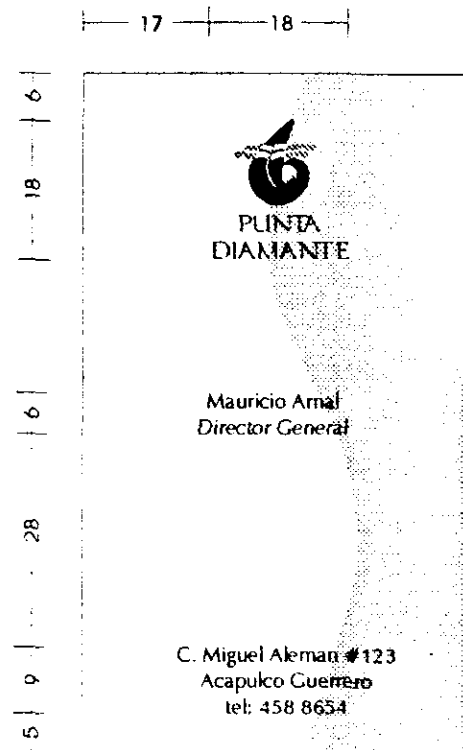 17 18
6
18
PUNTA
DIAMANTE
6
Mauricio Arnal
Director General
28
9
C. Miguel Aleman #123
Acapulco Guerrero
tel: 458 8654
5